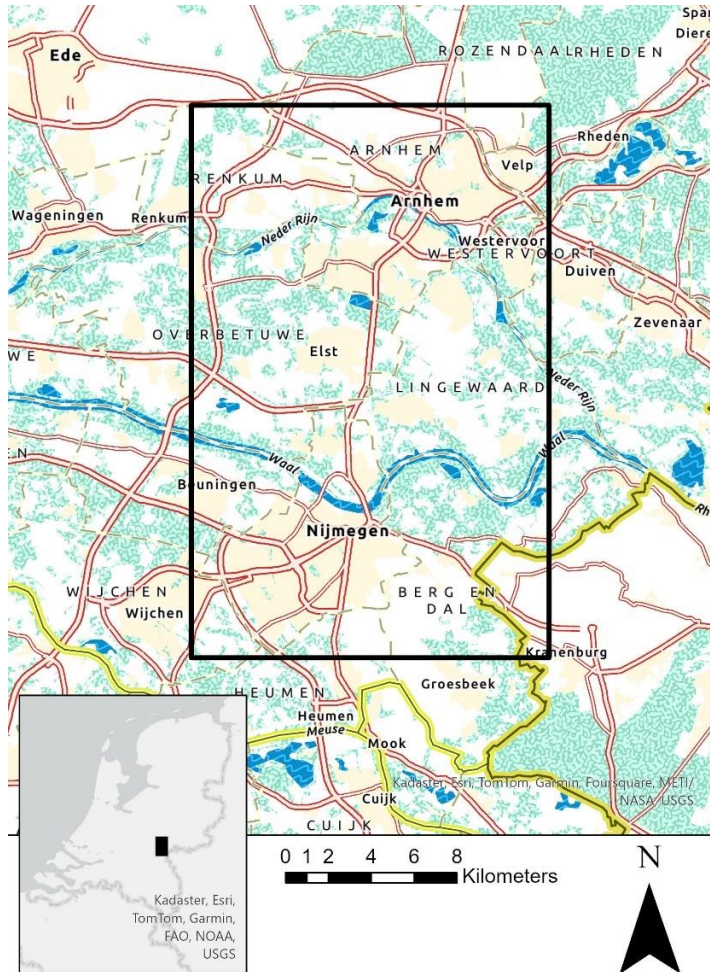 Spa
Diere
ROZENDAAL RHEDEN
Ede
Rheden
ARNHEM
Velp
RENKUM
Arnhem
Wageningen
Renkum
Neder Rijn
Westervoor
WESTERVOORT
Duiven
Zevenaar
OVERBETUWE
WE
Elst
Neder Rijn
LINGEWAARD
Waal
EN
Waal
Beuningen
Rh
Nijmegen
WIJCHEN
BERG EN
DAL
Wijchen
Kranenburg
HEUMEN
Groesbeek
Heumen
Meuse
Mook
Kadaster, Esri, TomTom, Garmin, Foursquare, METI/
NASA, USGS
Cuijk
CUIJK
0 1 2 4 6 8
Kilometers
N
Kadaster, Esri,
TomTom, Garmin,
FAO, NOAA,
USGS